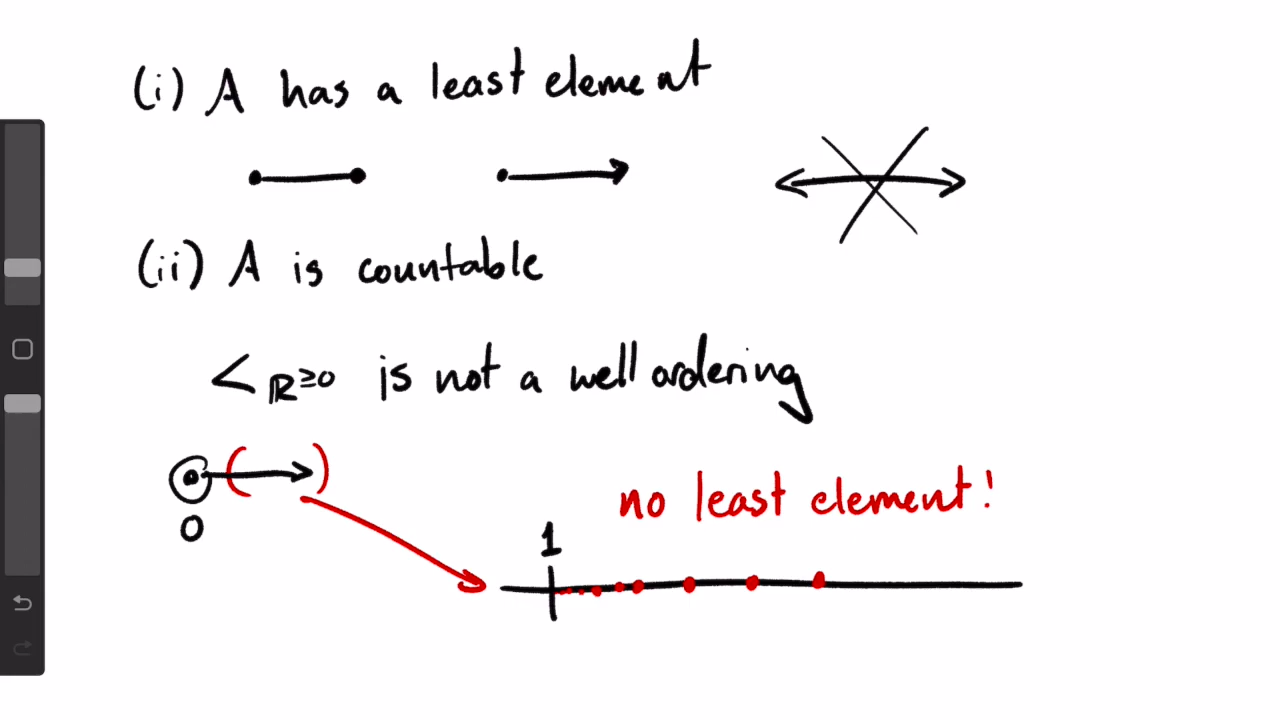 (i) A has a least element
(ii) A is countable
<ℝ≥0 is not a well ordering
( )
0
no least element!
1